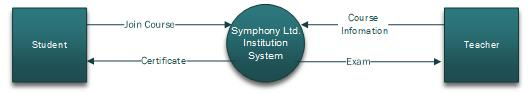 Student
Join Course
Certificate
Symphony Ltd.
Institution
System
Course
Infomation
Exam
Teacher